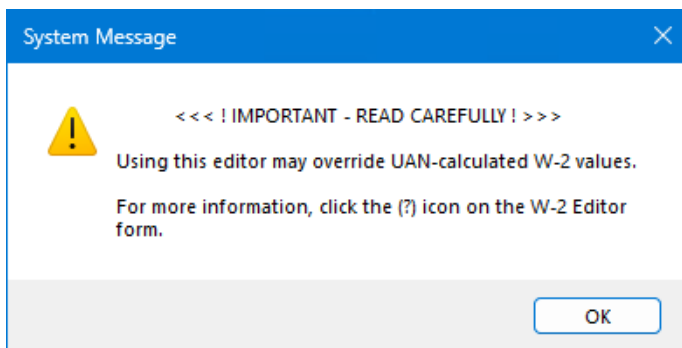 System Message
< < < ! IMPORTANT - READ CAREFULLY ! > > >
Using this editor may override UAN-calculated W-2 values.
For more information, click the (?) icon on the W-2 Editor
form.
OK